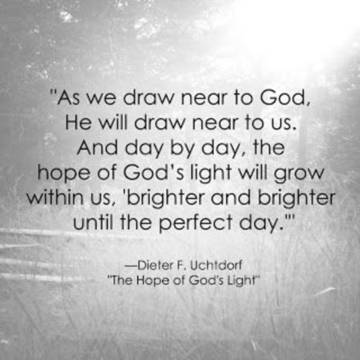 "As we draw near to God,
He will draw near to us.
And day by day, the
hope of God's light will grow
within us, 'brighter and brighter
until the perfect day.'"
—Dieter F. Uchtdorf
"The Hope of God's Light"